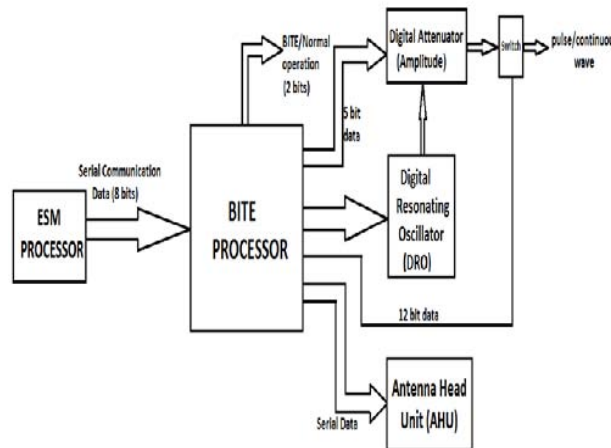 BITE/Normal
operation
(2 bits)
Digital Attenuator
(Amplitude)
Switch
pulse/continuous
wave
5 bit
data
Serial Communication
Data (8 bits)
ESM
PROCESSOR
BITE
PROCESSOR
Digital
Resonating
Oscillator
(DRO)
12 bit data
Antenna Head
Unit (AHU)
Serial Data